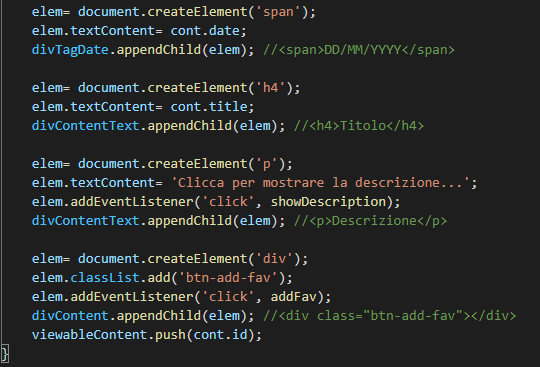 elem= document.createElement('span');
elem.textContent= cont.date;
divTagDate.appendChild(elem); //<span>DD/MM/YYYY</span>
elem= document.createElement('h4');
elem.textContent= cont.title;
divContentText.appendChild(elem); //<h4>Titolo</h4>
elem= document.createElement('p');
elem.textContent= 'Clicca per mostrare la descrizione...';
elem.addEventListener('click', showDescription);
divContentText.appendChild(elem); //<p>Descrizione</p>
elem= document.createElement('div');
elem.classList.add('btn-add-fav');
elem.addEventListener('click', addFav);
divContent.appendChild(elem); //<div class="btn-add-fav"></div>
viewableContent.push(cont.id);
}